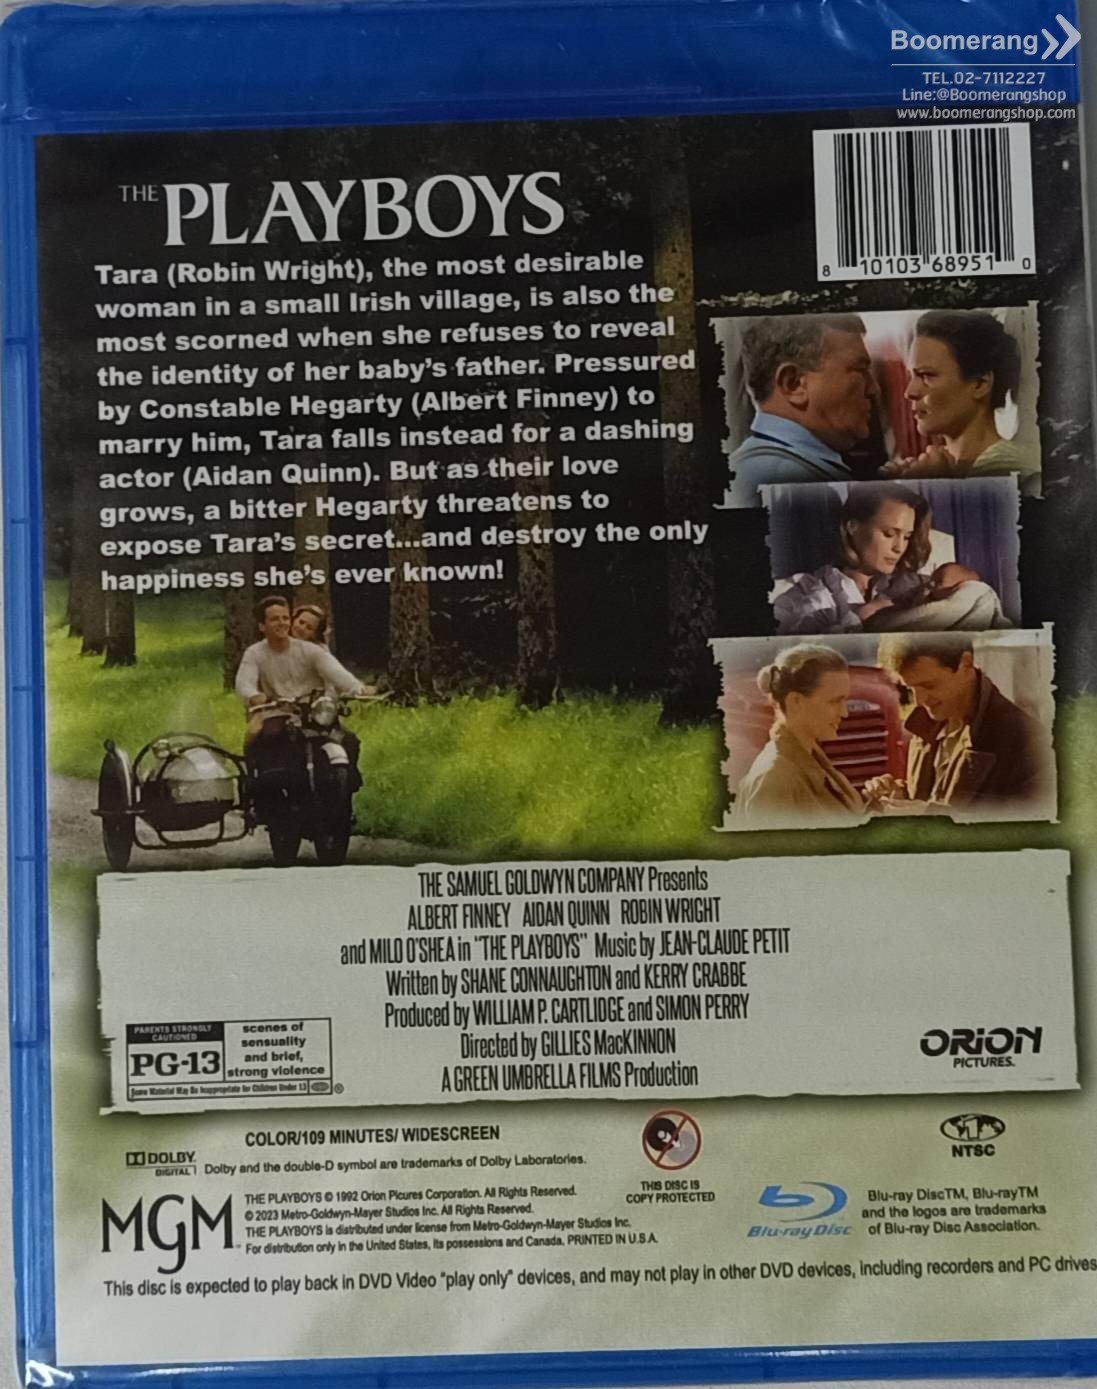 Boomerang
TEL.02-7112227
Line:@Boomerangshop
www.boomerangshop.com
8 10103 68951 0
THE PLAYBOYS
Tara (Robin Wright), the most desirable
woman in a small Irish village, is also the
most scorned when she refuses to reveal
the identity of her baby's father. Pressured
by Constable Hegarty (Albert Finney) to
marry him, Tara falls instead for a dashing
actor (Aidan Quinn). But as their love
grows, a bitter Hegarty threatens to
expose Tara's secret...and destroy the only
happiness she's ever known!
THE SAMUEL GOLDWYN COMPANY Presents
ALBERT FINNEY AIDAN QUINN ROBIN WRIGHT
and MILO O'SHEA in "THE PLAYBOYS" Music by JEAN-CLAUDE PETIT
Written by SHANE CONNAUGHTON and KERRY CRABBE
Produced by WILLIAM P. CARTLIDGE and SIMON PERRY
Directed by GILLIES MacKINNON
A GREEN UMBRELLA FILMS Production
PARENTS STRONGLY CAUTIONED
PG-13
scenes of
sensuality
and brief,
strong violence
Some Material May Be Inappropriate for Children Under 13
ORION
PICTURES.
COLOR/109 MINUTES/ WIDESCREEN
DOLBY
DIGITAL
Dolby and the double-D symbol are trademarks of Dolby Laboratories.
THIS DISC IS
COPY PROTECTED
NTSC
MGM
THE PLAYBOYS © 1992 Orion Picures Corporation. All Rights Reserved.
© 2023 Metro-Goldwyn-Mayer Studios Inc. All Rights Reserved.
THE PLAYBOYS is distributed under license from Metro-Goldwyn-Mayer Studios Inc.
For distribution only in the United States, its possessions and Canada. PRINTED IN U.S.A.
Blu-ray Disc
Blu-ray DiscTM, Blu-rayTM
and the logos are trademarks
of Blu-ray Disc Association.
This disc is expected to play back in DVD Video "play only" devices, and may not play in other DVD devices, including recorders and PC drives